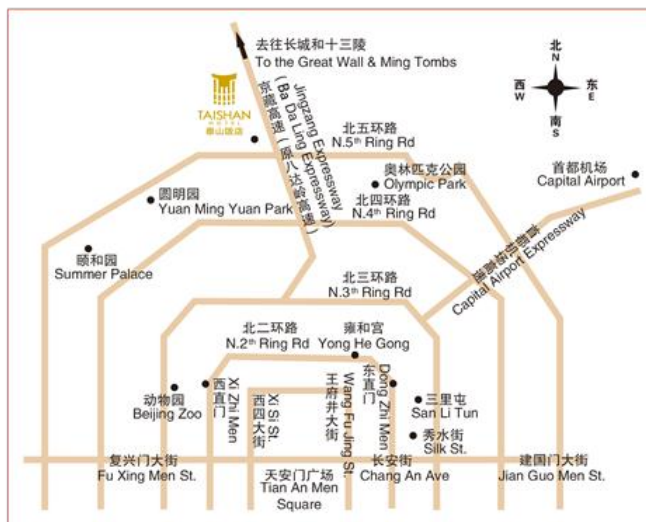 去往长城和十三陵
To the Great Wall & Ming Tombs
北
N
西
W
东
E
南
S
TAISHAN
HOTEL
泰山饭店
Jingzang Expressway
(Ba Da Ling Expressway)
京藏高速(原八达岭高速)
北五环路
N.5th Ring Rd
奥林匹克公园
Olympic Park
首都机场
Capital Airport
圆明园
Yuan Ming Yuan Park
北四环路
N.4th Ring Rd
首都机场高速
Capital Airport Expressway
颐和园
Summer Palace
北三环路
N.3th Ring Rd
北二环路
N.2th Ring Rd
雍和宫
Yong He Gong
动物园
Beijing Zoo
西直门
Xi Zhi Men
西四大街
Xi Si St.
王府井大街
Wang Fu Jing St.
东直门
Dong Zhi Men
三里屯
San Li Tun
秀水街
Silk St.
复兴门大街
Fu Xing Men St.
天安门广场
Tian An Men
Square
长安街
Chang An Ave
建国门大街
Jian Guo Men St.